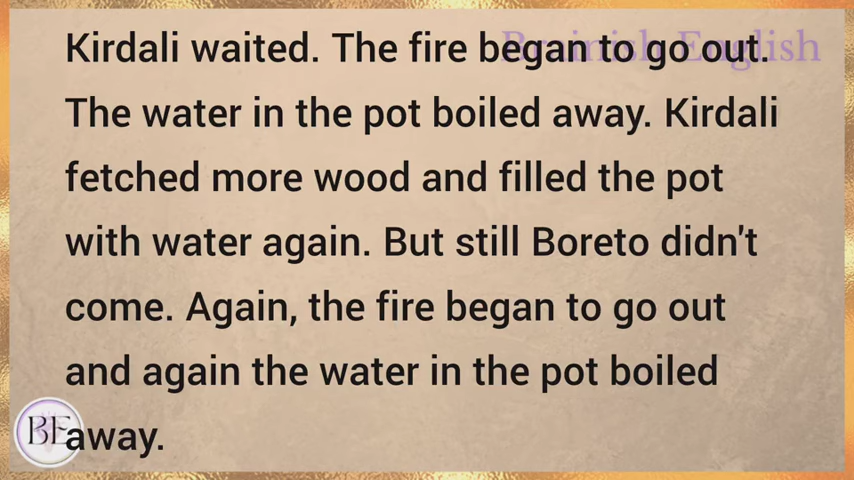 Kirdali waited. The fire began to go out.
The water in the pot boiled away. Kirdali
fetched more wood and filled the pot
with water again. But still Boreto didn't
come. Again, the fire began to go out
and again the water in the pot boiled
away.
English
BE